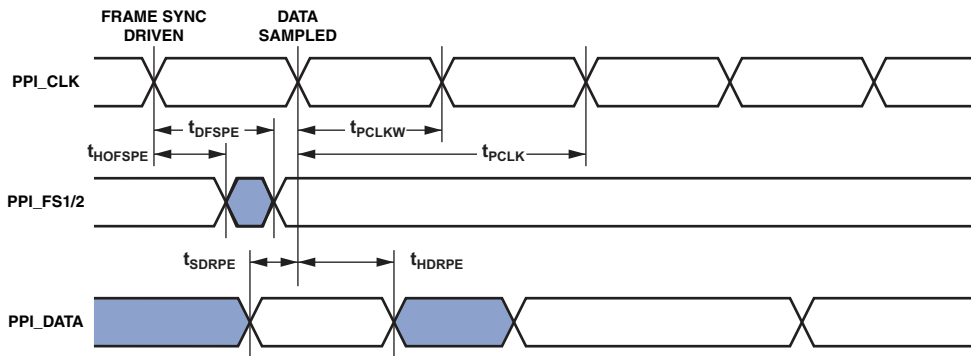 FRAME SYNC
DRIVEN
DATA
SAMPLED
PPI_CLK
tDFSPE
tPCLKW
tHOFSPE
tPCLK
PPI_FS1/2
tSDRPE
tHDRPE
PPI_DATA